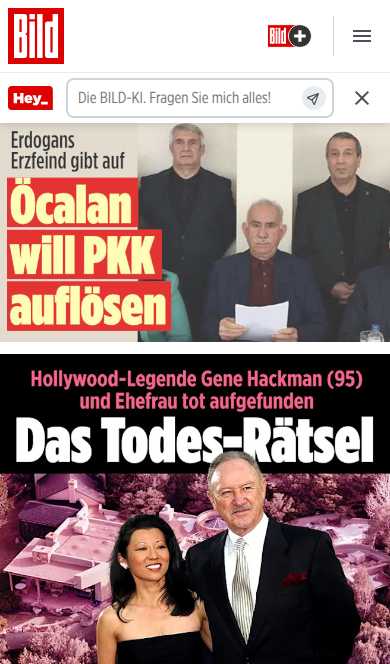 Bild
Bild +
Hey_
Die BILD-KI. Fragen Sie mich alles!
Erdogans
Erzfeind gibt auf
Öcalan
will PKK
auflösen
Hollywood-Legende Gene Hackman (95)
und Ehefrau tot aufgefunden
Das Todes-Rätsel